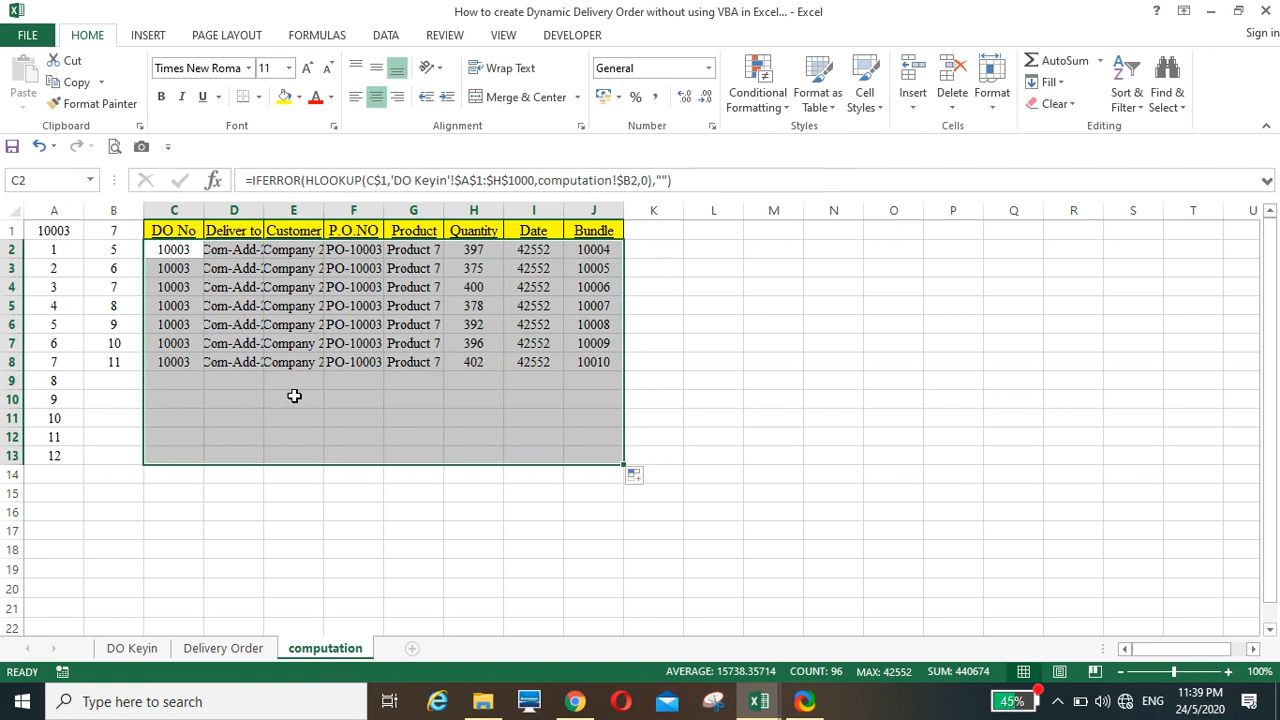 How to create Dynamic Delivery Order without using VBA in Excel... - Excel
FILE HOME INSERT PAGE LAYOUT FORMULAS DATA REVIEW VIEW DEVELOPER Sign in
Paste Cut Copy Format Painter Clipboard
Times New Roma 11 B I U A Font
Wrap Text Merge & Center Alignment
General % Number
Conditional Formatting Format as Table Cell Styles Styles
Insert Delete Format Cells
AutoSum Fill Clear Sort & Filter Find & Select Editing
C2 fx =IFERROR(HLOOKUP(C$1,'DO Keyin'!$A$1:$H$1000,computation!$B2,0),"")
A B C D E F G H I J K L M N O P Q R S T U
1 10003 7 DO No Deliver to Customer P.O.NO Product Quantity Date Bundle
2 1 5 10003 Com-Add- Company 2 PO-10003 Product 7 397 42552 10004
3 2 6 10003 Com-Add- Company 2 PO-10003 Product 7 375 42552 10005
4 3 7 10003 Com-Add- Company 2 PO-10003 Product 7 400 42552 10006
5 4 8 10003 Com-Add- Company 2 PO-10003 Product 7 378 42552 10007
6 5 9 10003 Com-Add- Company 2 PO-10003 Product 7 392 42552 10008
7 6 10 10003 Com-Add- Company 2 PO-10003 Product 7 396 42552 10009
8 7 11 10003 Com-Add- Company 2 PO-10003 Product 7 402 42552 10010
9 8
10 9
11 10
12 11
13 12
14
15
16
17
18
19
20
21
22
DO Keyin Delivery Order computation
READY AVERAGE: 15738.35714 COUNT: 96 MAX: 42552 SUM: 440674 100%
Type here to search 45% ENG 11:39 PM
24/5/2020